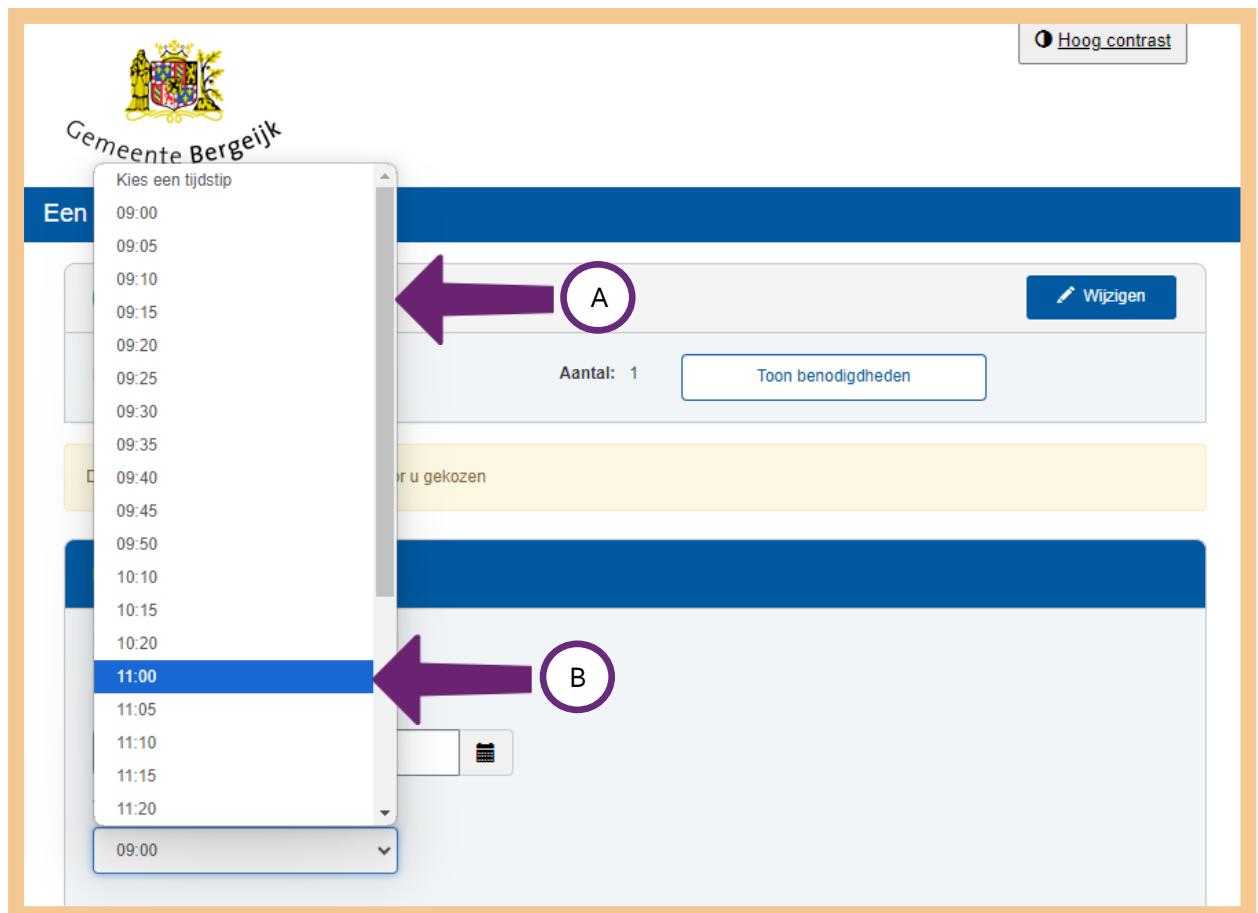 Hoog contrast
Gemeente Bergeijk
Kies een tijdstip
Een
09:00
09:05
09:10
09:15
09:20
09:25
09:30
09:35
09:40
09:45
09:50
10:10
10:15
10:20
11:00
11:05
11:10
11:15
11:20
09:00
A
Wijzigen
Aantal: 1
Toon benodigdheden
u gekozen
B